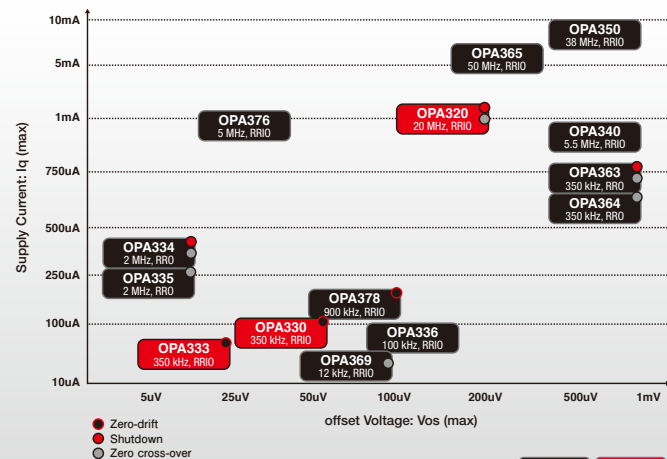 10mA
OPA350
38 MHz, RRIO
OPA365
50 MHz, RRIO
5mA
OPA320
20 MHz, RRIO
1mA
OPA376
5 MHz, RRIO
OPA340
5.5 MHz, RRIO
750uA
OPA363
350 kHz, RRIO
OPA364
350 kHz, RRIO
500uA
OPA334
2 MHz, RRO
250uA
OPA335
2 MHz, RRO
OPA378
900 kHz, RRIO
100uA
OPA330
350 kHz, RRIO
OPA336
100 kHz, RRO
OPA333
350 kHz, RRIO
OPA369
12 kHz, RRIO
10uA
Supply Current: Iq (max)
5uV
25uV
50uV
100uV
200uV
500uV
1mV
offset Voltage: Vos (max)
Zero-drift
Shutdown
Zero cross-over